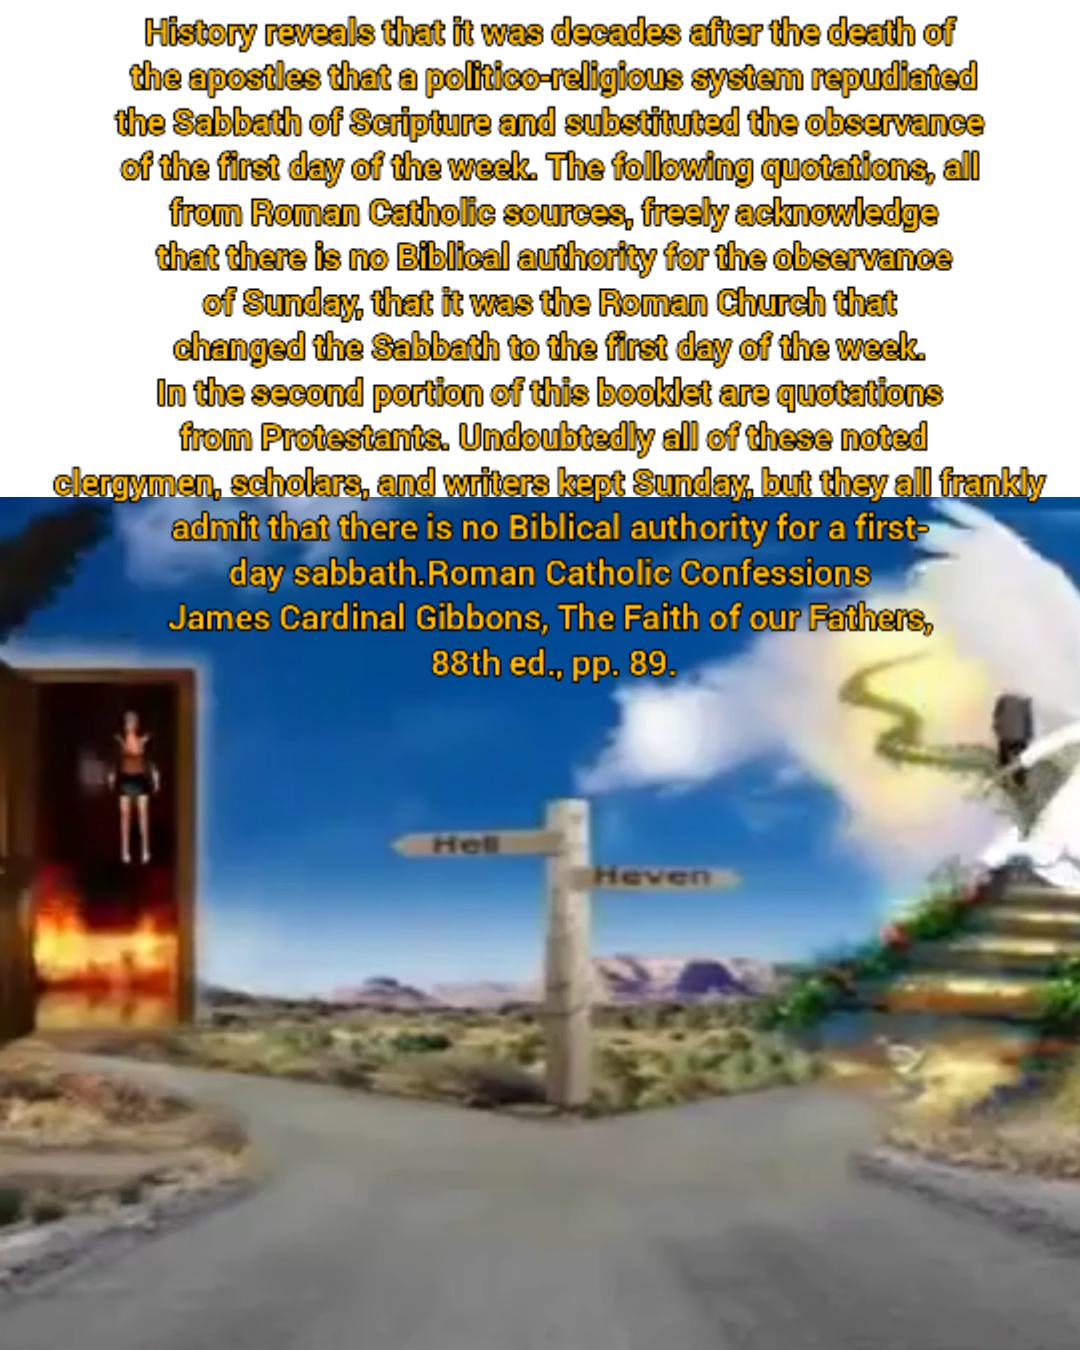 History reveals that it was decades after the death of
the apostles that a politico-religious system repudiated
the Sabbath of Scripture and substituted the observance
of the first day of the week. The following quotations, all
from Roman Catholic sources, freely acknowledge
that there is no Biblical authority for the observance
of Sunday, that it was the Roman Church that
changed the Sabbath to the first day of the week.
In the second portion of this booklet are quotations
from Protestants. Undoubtedly all of these noted
clergymen, scholars, and writers kept Sunday, but they all frankly
admit that there is no Biblical authority for a first-
day sabbath.Roman Catholic Confessions
James Cardinal Gibbons, The Faith of our Fathers,
88th ed., pp. 89.
Hell
Heven